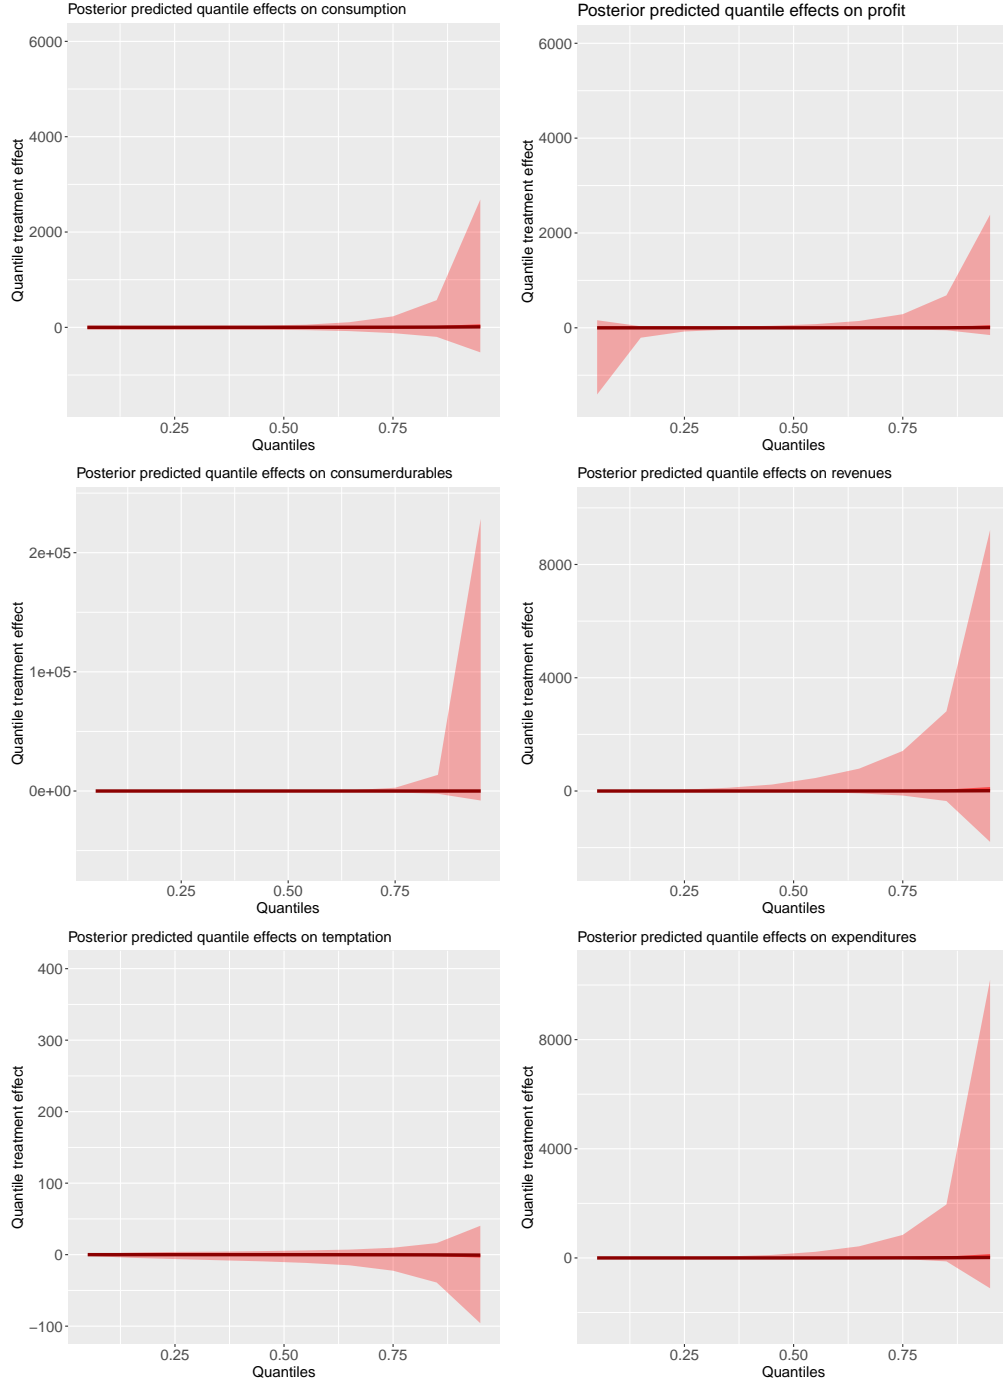 Posterior predicted quantile effects on consumption
6000
4000
2000
0
Quantile treatment effect
0.25 0.50 0.75
Quantiles
Posterior predicted quantile effects on profit
6000
4000
2000
0
Quantile treatment effect
0.25 0.50 0.75
Quantiles
Posterior predicted quantile effects on consumerdurables
2e+05
1e+05
0e+00
Quantile treatment effect
0.25 0.50 0.75
Quantiles
Posterior predicted quantile effects on revenues
8000
4000
0
Quantile treatment effect
0.25 0.50 0.75
Quantiles
Posterior predicted quantile effects on temptation
400
300
200
100
0
−100
Quantile treatment effect
0.25 0.50 0.75
Quantiles
Posterior predicted quantile effects on expenditures
8000
4000
0
Quantile treatment effect
0.25 0.50 0.75
Quantiles